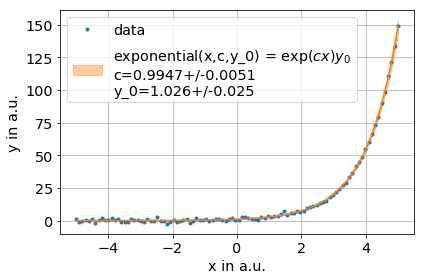 data
exponential(x,c,y_0) = exp(cx)y₀
c=0.9947+/-0.0051
y_0=1.026+/-0.025
150
125
100
75
50
25
0
y in a.u.
−4 −2 0 2 4
x in a.u.